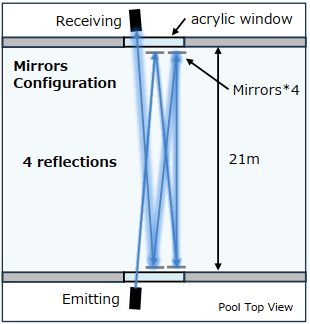 Receiving
acrylic window
Mirrors
Configuration
Mirrors*4
4 reflections
21m
Emitting
Pool Top View